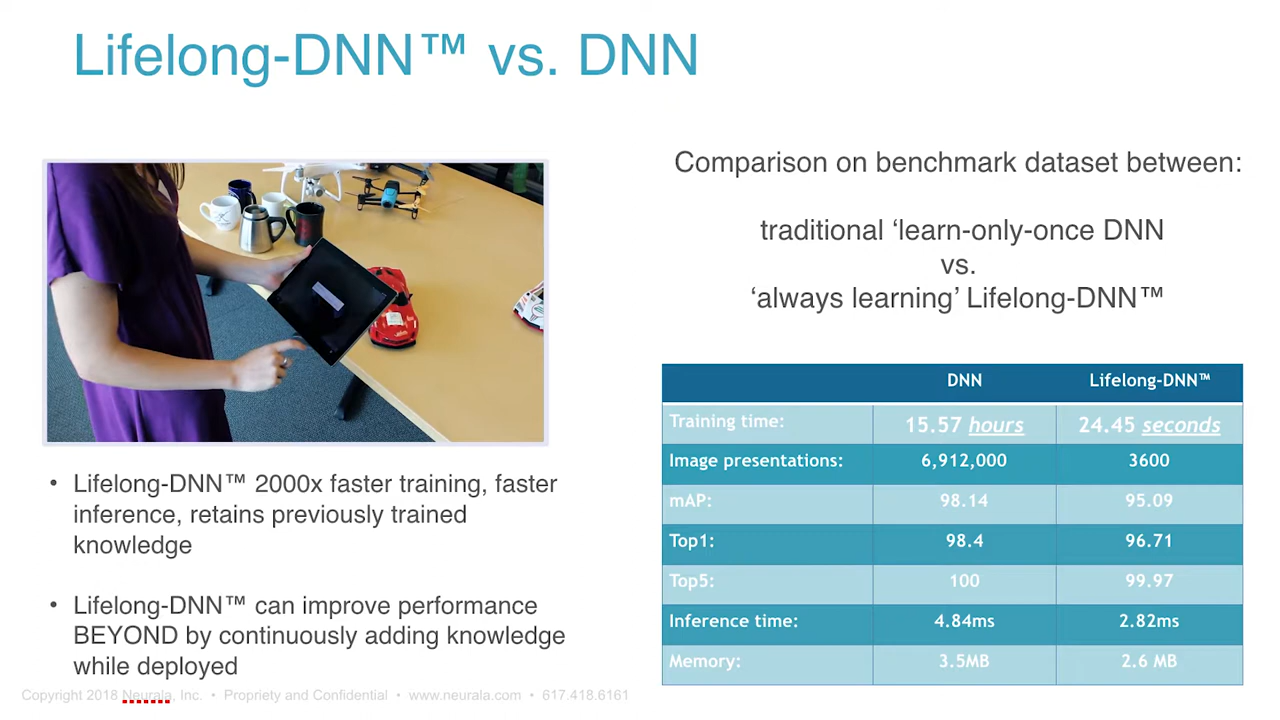 Lifelong-DNN™ vs. DNN
Comparison on benchmark dataset between:
traditional ‘learn-only-once DNN
vs.
‘always learning’ Lifelong-DNN™
DNN Lifelong-DNN™
Training time: 15.57 hours 24.45 seconds
Image presentations: 6,912,000 3600
mAP: 98.14 95.09
Top1: 98.4 96.71
Top5: 100 99.97
Inference time: 4.84ms 2.82ms
Memory: 3.5MB 2.6 MB
• Lifelong-DNN™ 2000x faster training, faster
inference, retains previously trained
knowledge
• Lifelong-DNN™ can improve performance
BEYOND by continuously adding knowledge
while deployed
Copyright 2018 Neurala, Inc. • Propriety and Confidential • www.neurala.com • 617.418.6161